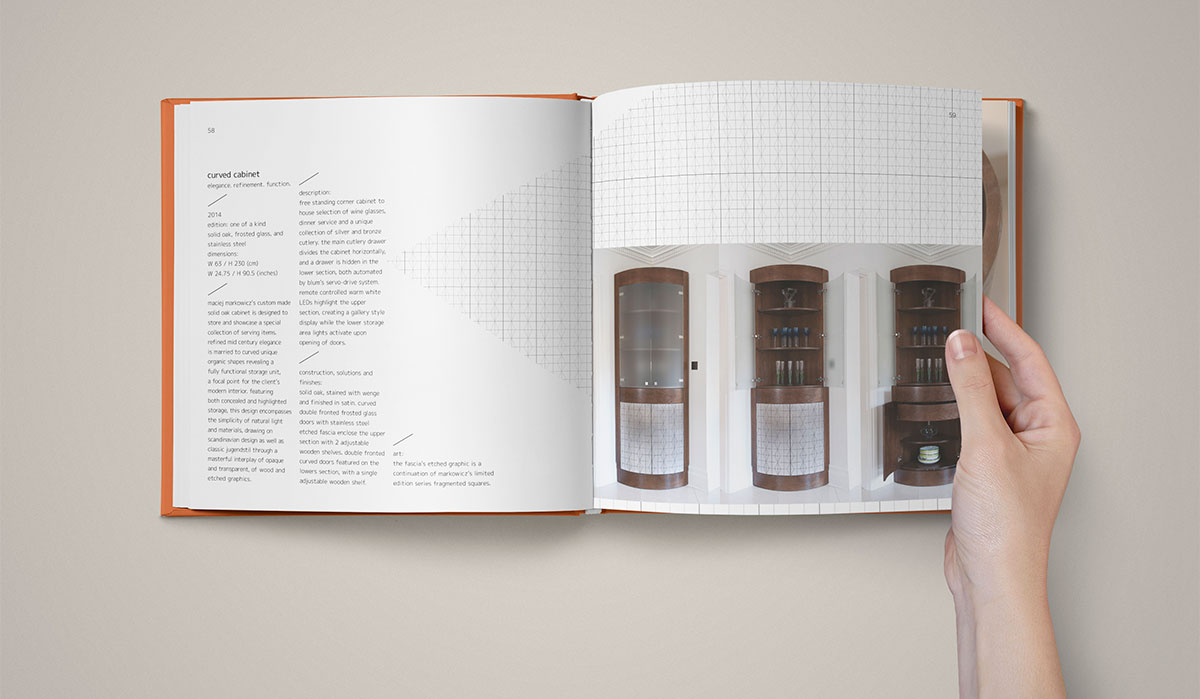 58
curved cabinet
elegance. refinement. function.
2014
edition: one of a kind
solid oak, frosted glass, and
stainless steel
dimensions:
W 63 / H 230 (cm)
W 24.75 / H 90.5 (inches)
maciej markowicz's custom made
solid oak cabinet is designed to
store and showcase a special
collection of serving items.
refined mid century elegance
is married to curved unique
organic shapes revealing a
fully functional storage unit,
a focal point for the client's
modern interior. featuring
both concealed and highlighted
storage, this design encompasses
the simplicity of natural light
and materials, drawing on
scandinavian design as well as
classic jugendstil through a
masterful interplay of opaque
and transparent, of wood and
etched graphics.
description:
free standing corner cabinet to
house selection of wine glasses,
dinner service and a unique
collection of silver and bronze
cutlery. the main cutlery drawer
divides the cabinet horizontally,
and a drawer is hidden in the
lower section, both automated
by blum's servo-drive system.
remote controlled warm white
LEDs highlight the upper
section, creating a gallery style
display while the lower storage
area lights activate upon
opening of doors.
construction, solutions and
finishes:
solid oak, stained with wenge
and finished in satin. curved
double fronted frosted glass
doors with stainless steel
etched fascia enclose the upper
section with 2 adjustable
wooden shelves. double fronted
curved doors featured on the
lowers section, with a single
adjustable wooden shelf.
art:
the fascia's etched graphic is a
continuation of markowicz's limited
edition series fragmented squares.
59